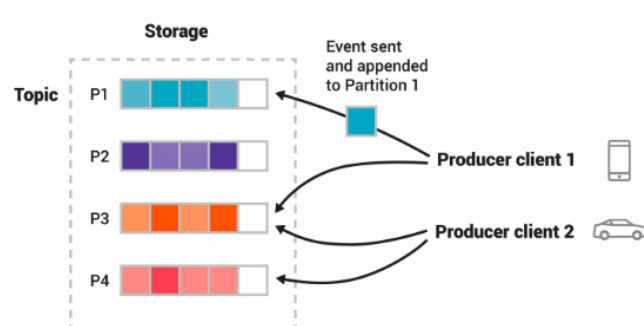 Storage
Event sent
and appended
to Partition 1
Topic
P1
P2
Producer client 1
P3
Producer client 2
P4